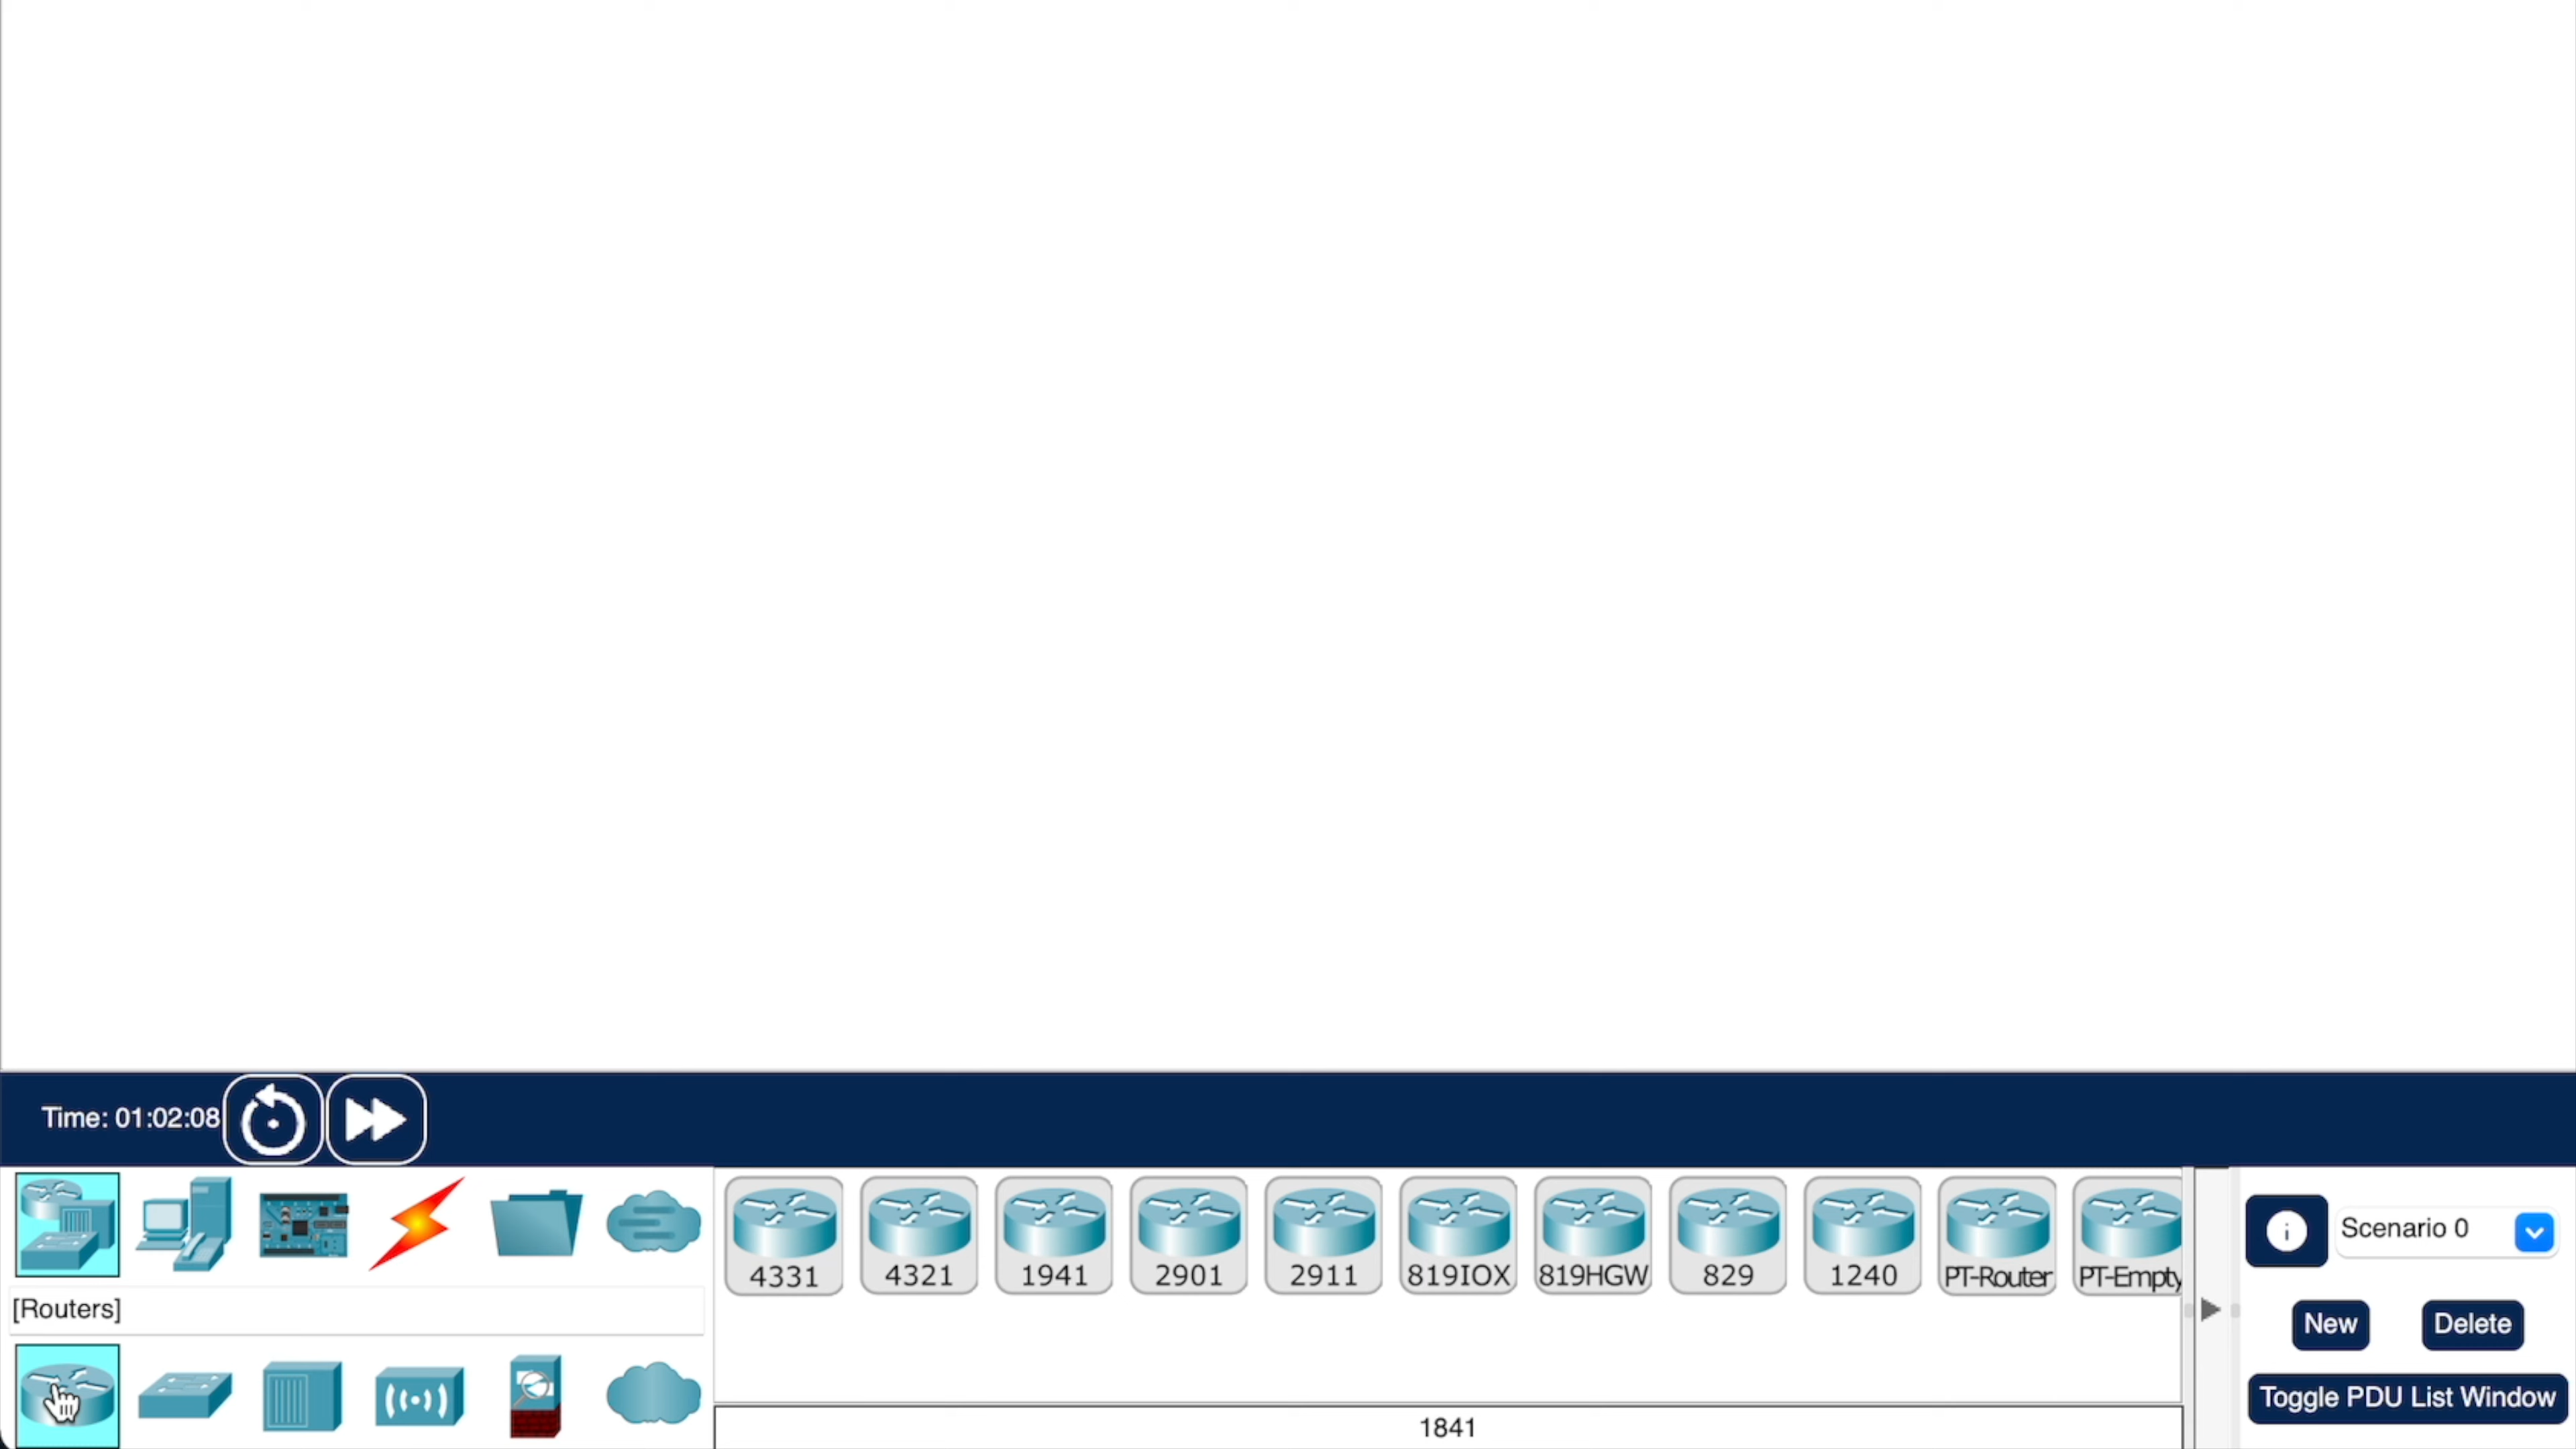 Time: 01:02:08
4331 4321 1941 2901 2911 819IOX 819HGW 829 1240 PT-Router PT-Empty
[Routers]
1841
Scenario 0
New Delete
Toggle PDU List Window